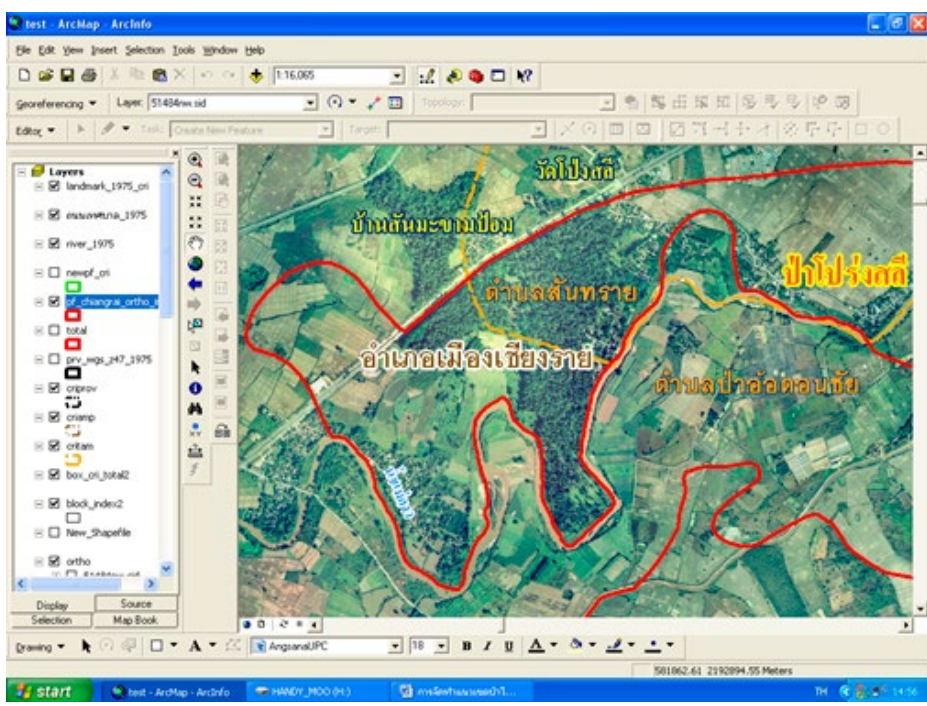 test - ArcMap - ArcInfo
File Edit View Insert Selection Tools Window Help
1:16,065
Georeferencing Layer: 51484nw.sid Topology:
Editor Task: Create New Feature Target:
Layers
landmark_1975_cri
river_1975
newpf_cri
pf_chiangrai_ortho_i
total
prv_wgs_z47_1975
criprov
criamp
critam
box_cri_total2
block_index2
New_Shapefile
ortho
51484nw.sid
Display Source
Selection Map Book
วัดโป่งสลี
บ้านสันมะขามป้อม
ป่าโปร่งสลี
ตำบลสันทราย
อำเภอเมืองเชียงราย
ตำบลป่าอ้อดอนชัย
Drawing A AngsanaUPC 18 B I U A
581862.61 2192894.55 Meters
start test - ArcMap - ArcInfo HANDY_MOO (H:) TH 14:56